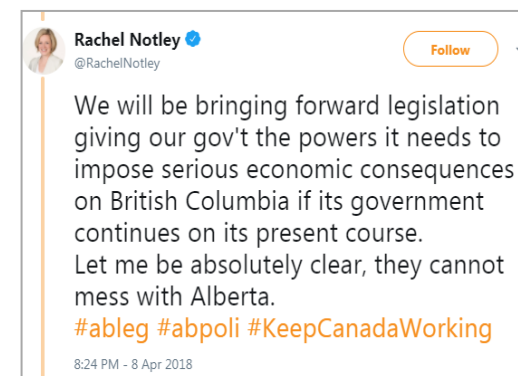 Rachel Notley
Follow
@RachelNotley
We will be bringing forward legislation
giving our gov't the powers it needs to
impose serious economic consequences
on British Columbia if its government
continues on its present course.
Let me be absolutely clear, they cannot
mess with Alberta.
#ableg #abpoli #KeepCanadaWorking
8:24 PM - 8 Apr 2018